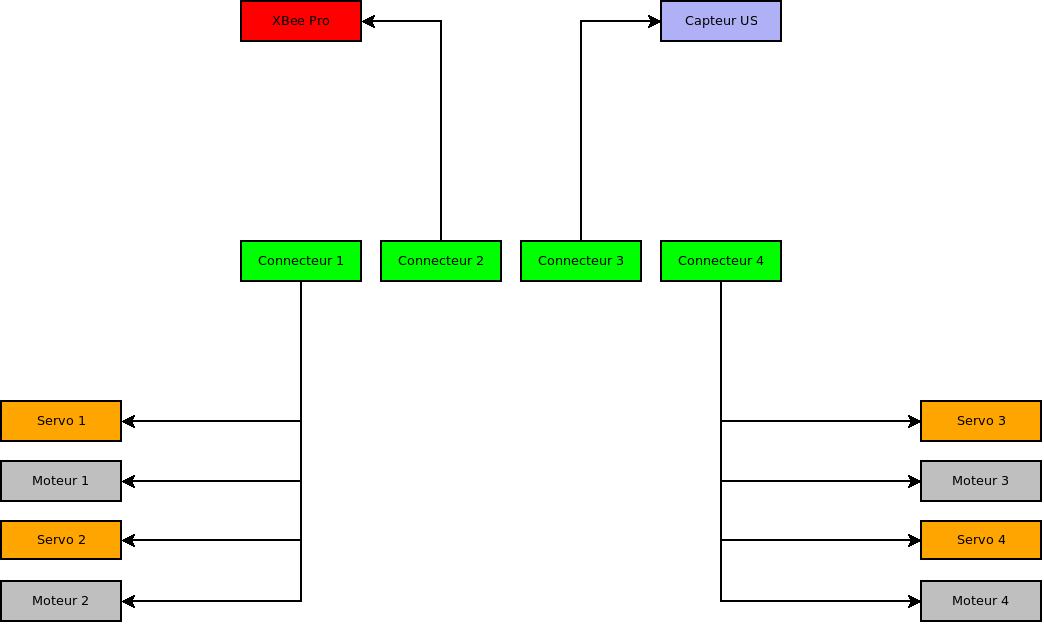 XBee Pro
Capteur US
Connecteur 1
Connecteur 2
Connecteur 3
Connecteur 4
Servo 1
Servo 3
Moteur 1
Moteur 3
Servo 2
Servo 4
Moteur 2
Moteur 4